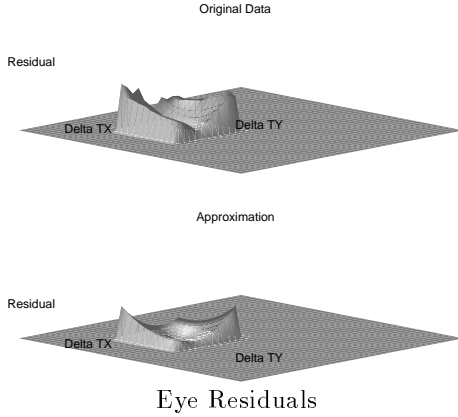 Original Data
Residual
Delta TX
Delta TY
Approximation
Residual
Delta TX
Delta TY
Eye Residuals